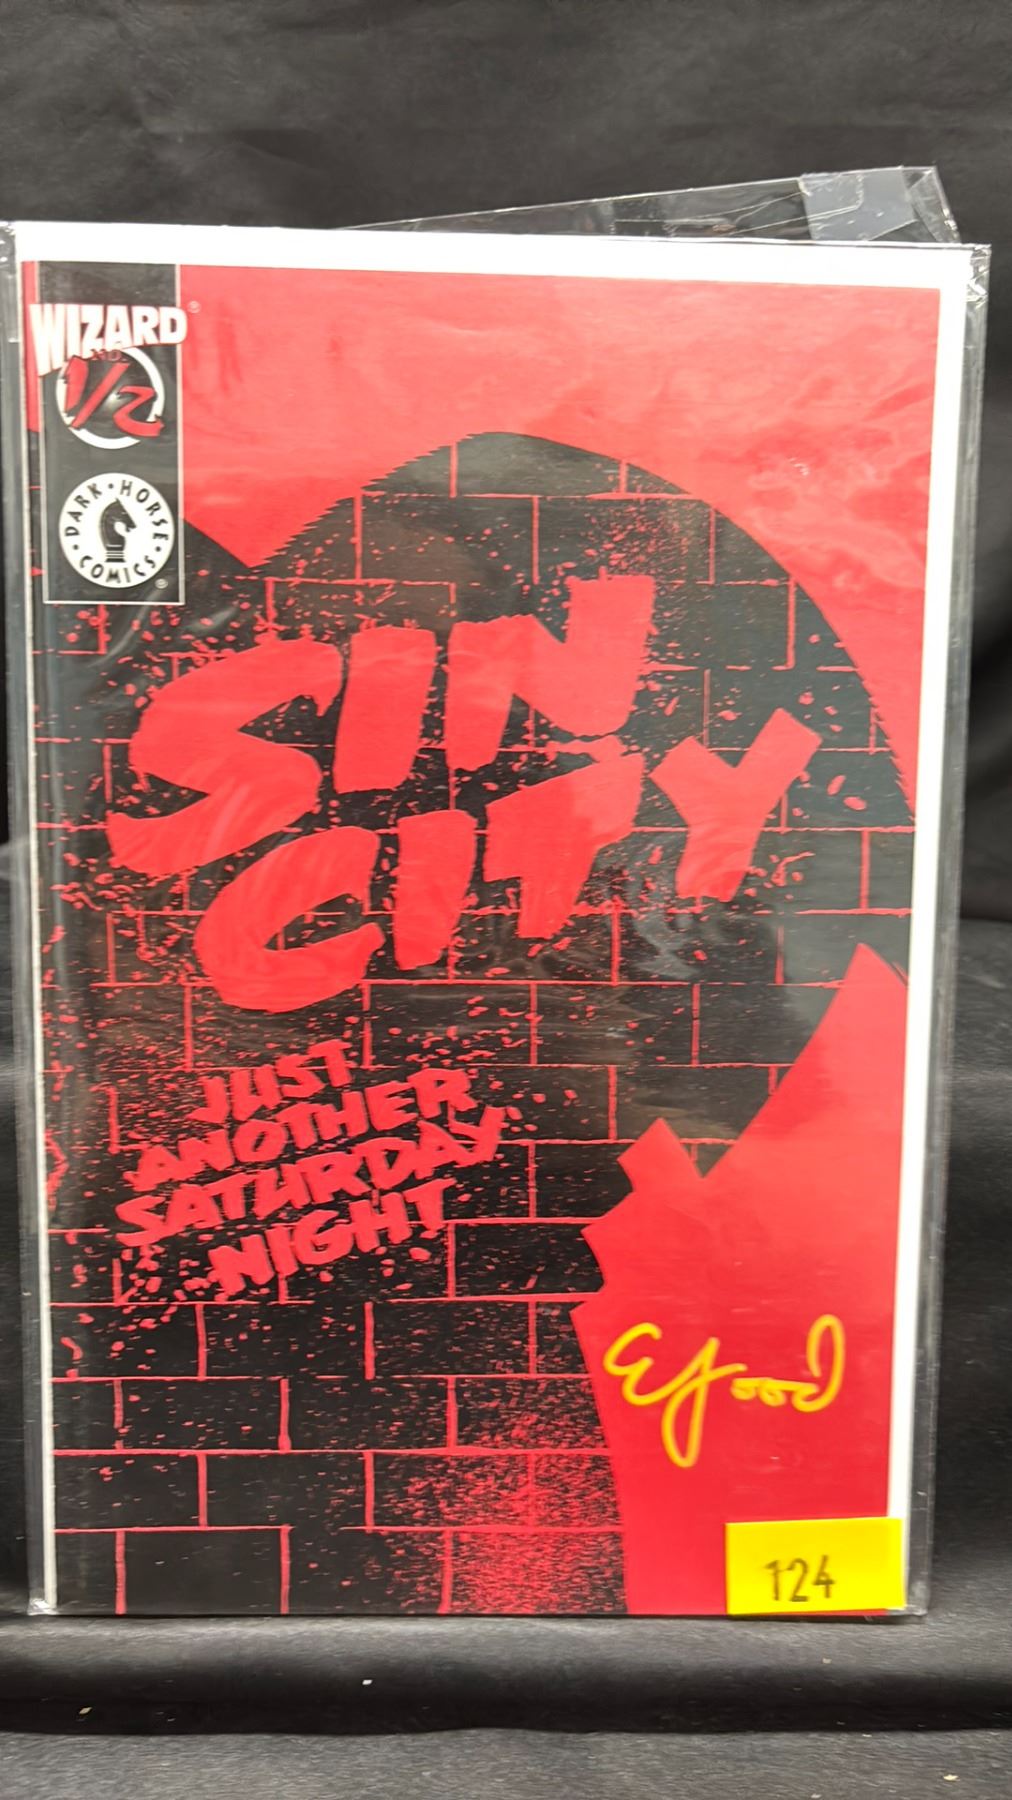 WIZARD®
NO.
1/2
DARK • HORSE • COMICS •
®
SIN
CITY
JUST
ANOTHER
SATURDAY
NIGHT
124